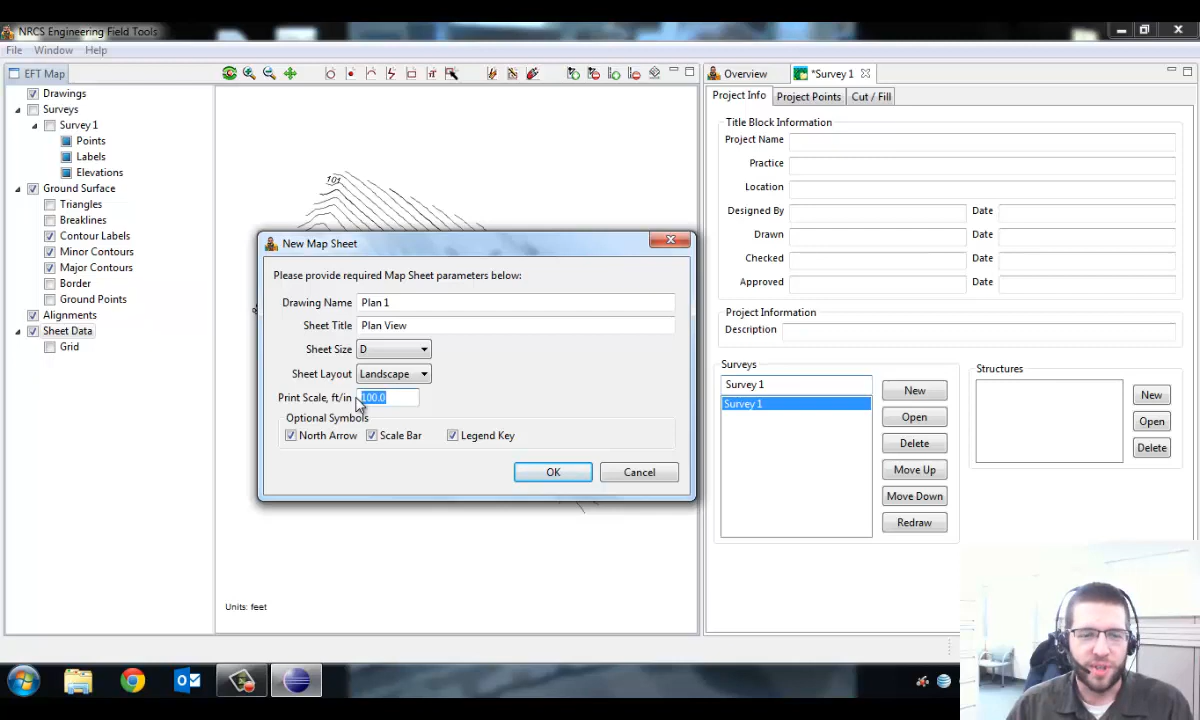 NRCS Engineering Field Tools
File Window Help
EFT Map
Overview
*Survey 1
Drawings
Surveys
Survey 1
Points
Labels
Elevations
Ground Surface
Triangles
Breaklines
Contour Labels
Minor Contours
Major Contours
Border
Ground Points
Alignments
Sheet Data
Grid
101
Units: feet
New Map Sheet
Please provide required Map Sheet parameters below:
Drawing Name Plan 1
Sheet Title Plan View
Sheet Size D
Sheet Layout Landscape
Print Scale, ft/in 100.0
Optional Symbols
North Arrow Scale Bar Legend Key
OK Cancel
Project Info Project Points Cut / Fill
Title Block Information
Project Name
Practice
Location
Designed By Date
Drawn Date
Checked Date
Approved Date
Project Information
Description
Surveys
Survey 1
Survey 1
New
Open
Delete
Move Up
Move Down
Redraw
Structures
New
Open
Delete